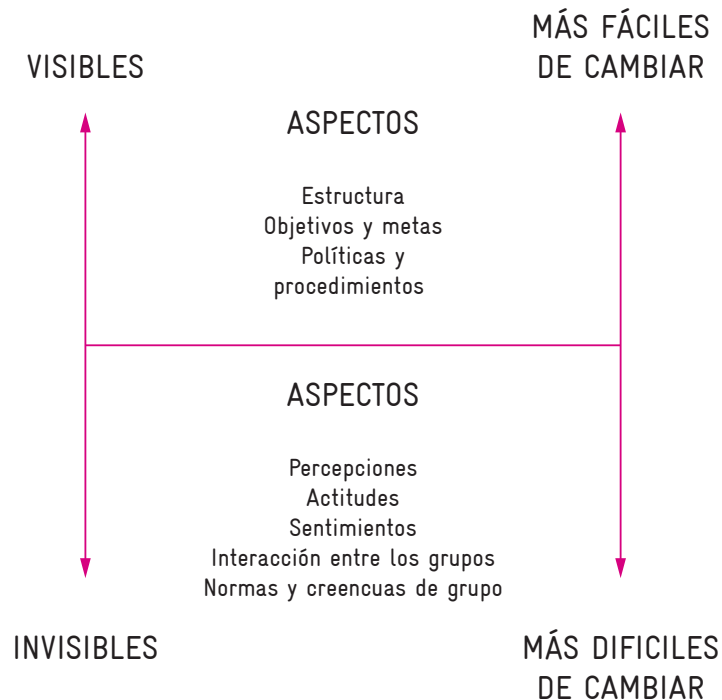 VISIBLES
MÁS FÁCILES
DE CAMBIAR
ASPECTOS
Estructura
Objetivos y metas
Políticas y
procedimientos
ASPECTOS
Percepciones
Actitudes
Sentimientos
Interacción entre los grupos
Normas y creencuas de grupo
INVISIBLES
MÁS DIFICILES
DE CAMBIAR